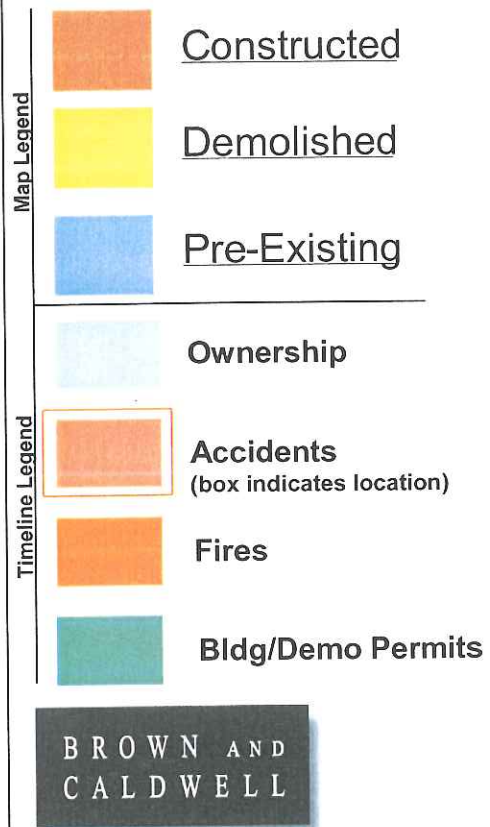 Map Legend
Constructed
Demolished
Pre-Existing
Timeline Legend
Ownership
Accidents
(box indicates location)
Fires
Bldg/Demo Permits
BROWN AND
CALDWELL